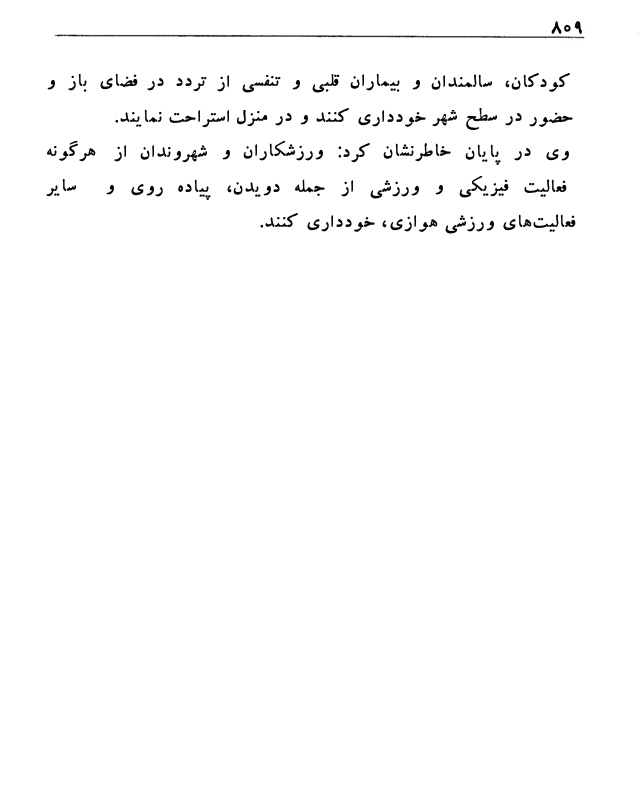 ۸۰۹
کودکان، سالمندان و بیماران قلبی و تنفسی از تردد در فضای باز و
حضور در سطح شهر خودداری کنند و در منزل استراحت نمایند.
وی در پایان خاطرنشان کرد: ورزشکاران و شهروندان از هرگونه
فعالیت فیزیکی و ورزشی از جمله دویدن، پیاده روی و سایر
فعالیت‌های ورزشی هوازی، خودداری کنند.